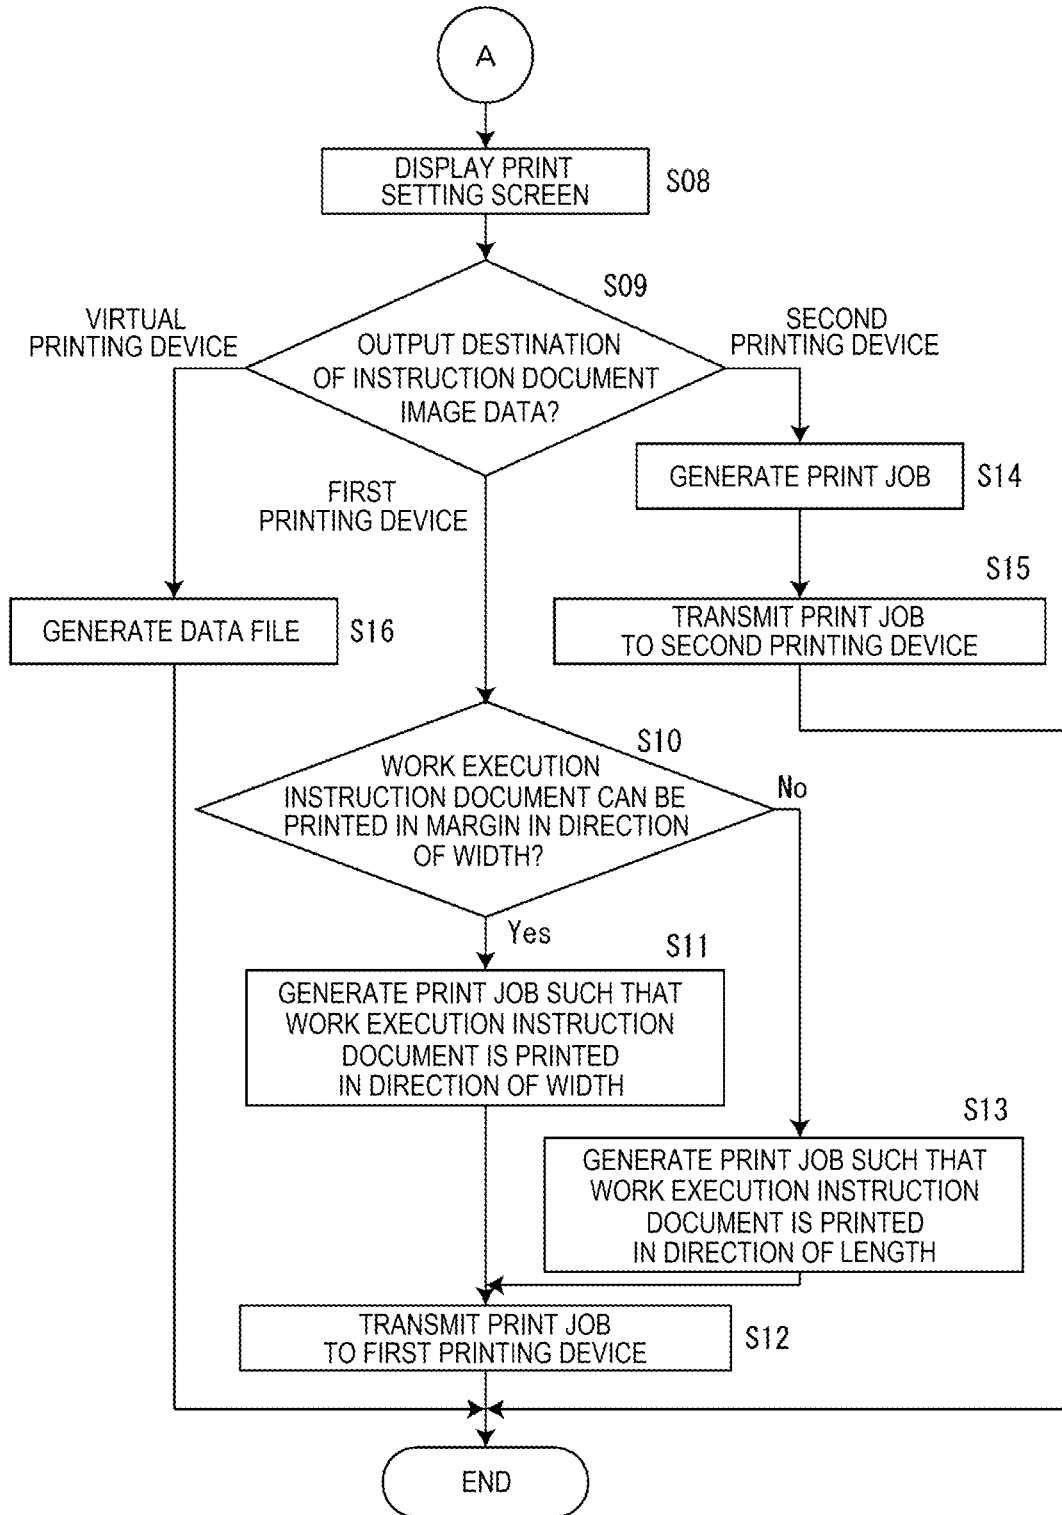 A
DISPLAY PRINT
SETTING SCREEN
S08
S09
VIRTUAL
PRINTING DEVICE
SECOND
PRINTING DEVICE
OUTPUT DESTINATION
OF INSTRUCTION DOCUMENT
IMAGE DATA?
GENERATE PRINT JOB
S14
FIRST
PRINTING DEVICE
S15
GENERATE DATA FILE
S16
TRANSMIT PRINT JOB
TO SECOND PRINTING DEVICE
S10
WORK EXECUTION
INSTRUCTION DOCUMENT CAN BE
PRINTED IN MARGIN IN DIRECTION
OF WIDTH?
No
Yes
S11
GENERATE PRINT JOB SUCH THAT
WORK EXECUTION INSTRUCTION
DOCUMENT IS PRINTED
IN DIRECTION OF WIDTH
S13
GENERATE PRINT JOB SUCH THAT
WORK EXECUTION INSTRUCTION
DOCUMENT IS PRINTED
IN DIRECTION OF LENGTH
TRANSMIT PRINT JOB
TO FIRST PRINTING DEVICE
S12
END